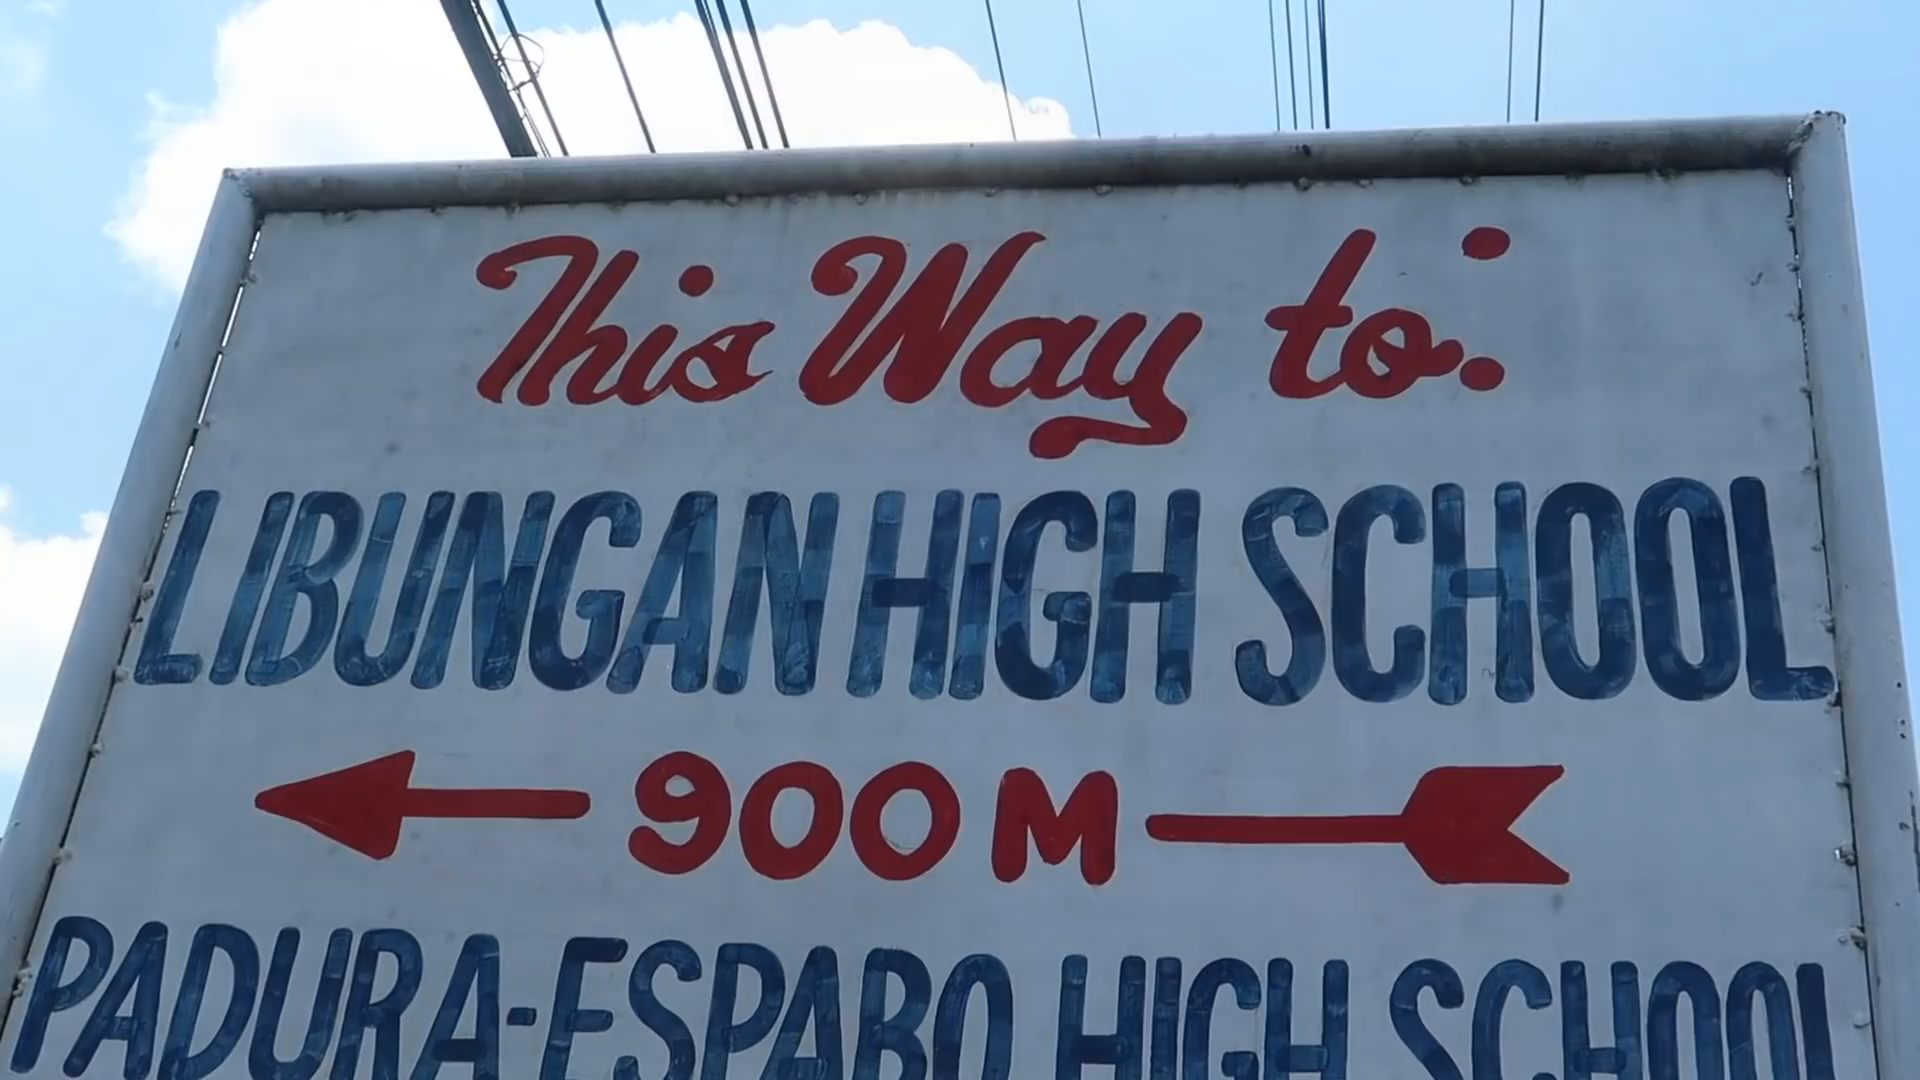 This Way to:
LIBUNGAN HIGH SCHOOL
900 M
PADURA-ESPABO HIGH SCHOOL